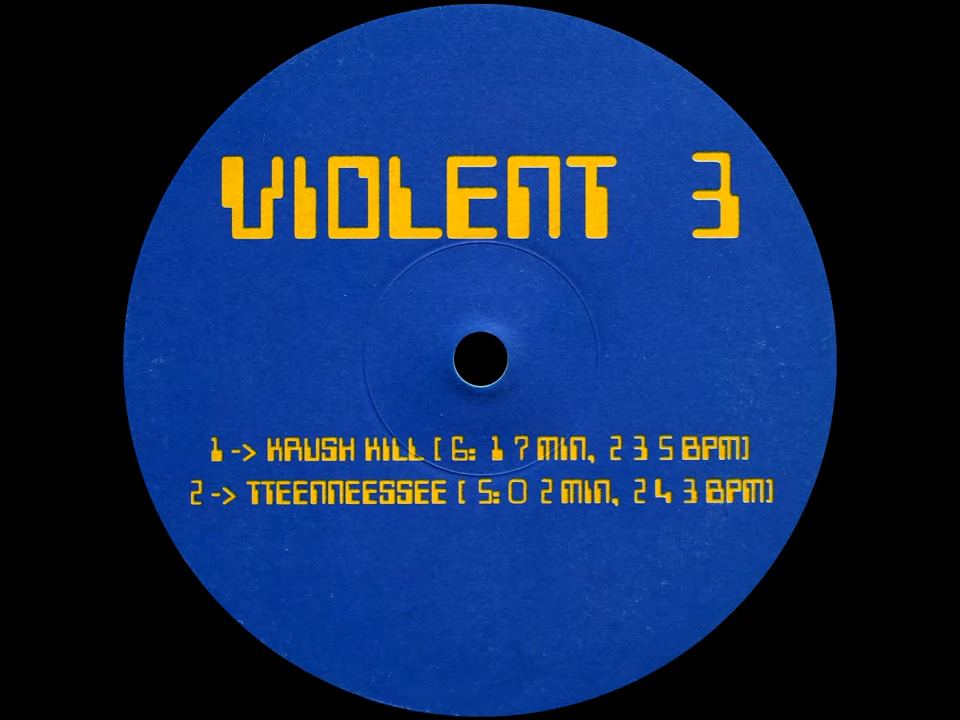 VIOLENT 3
1 -> KRUSH KILL [ 6: 1 7 MIN, 2 3 5 BPM]
2 -> TTEENNEESSEE [ 5: 0 2 MIN, 2 4 3 BPM]